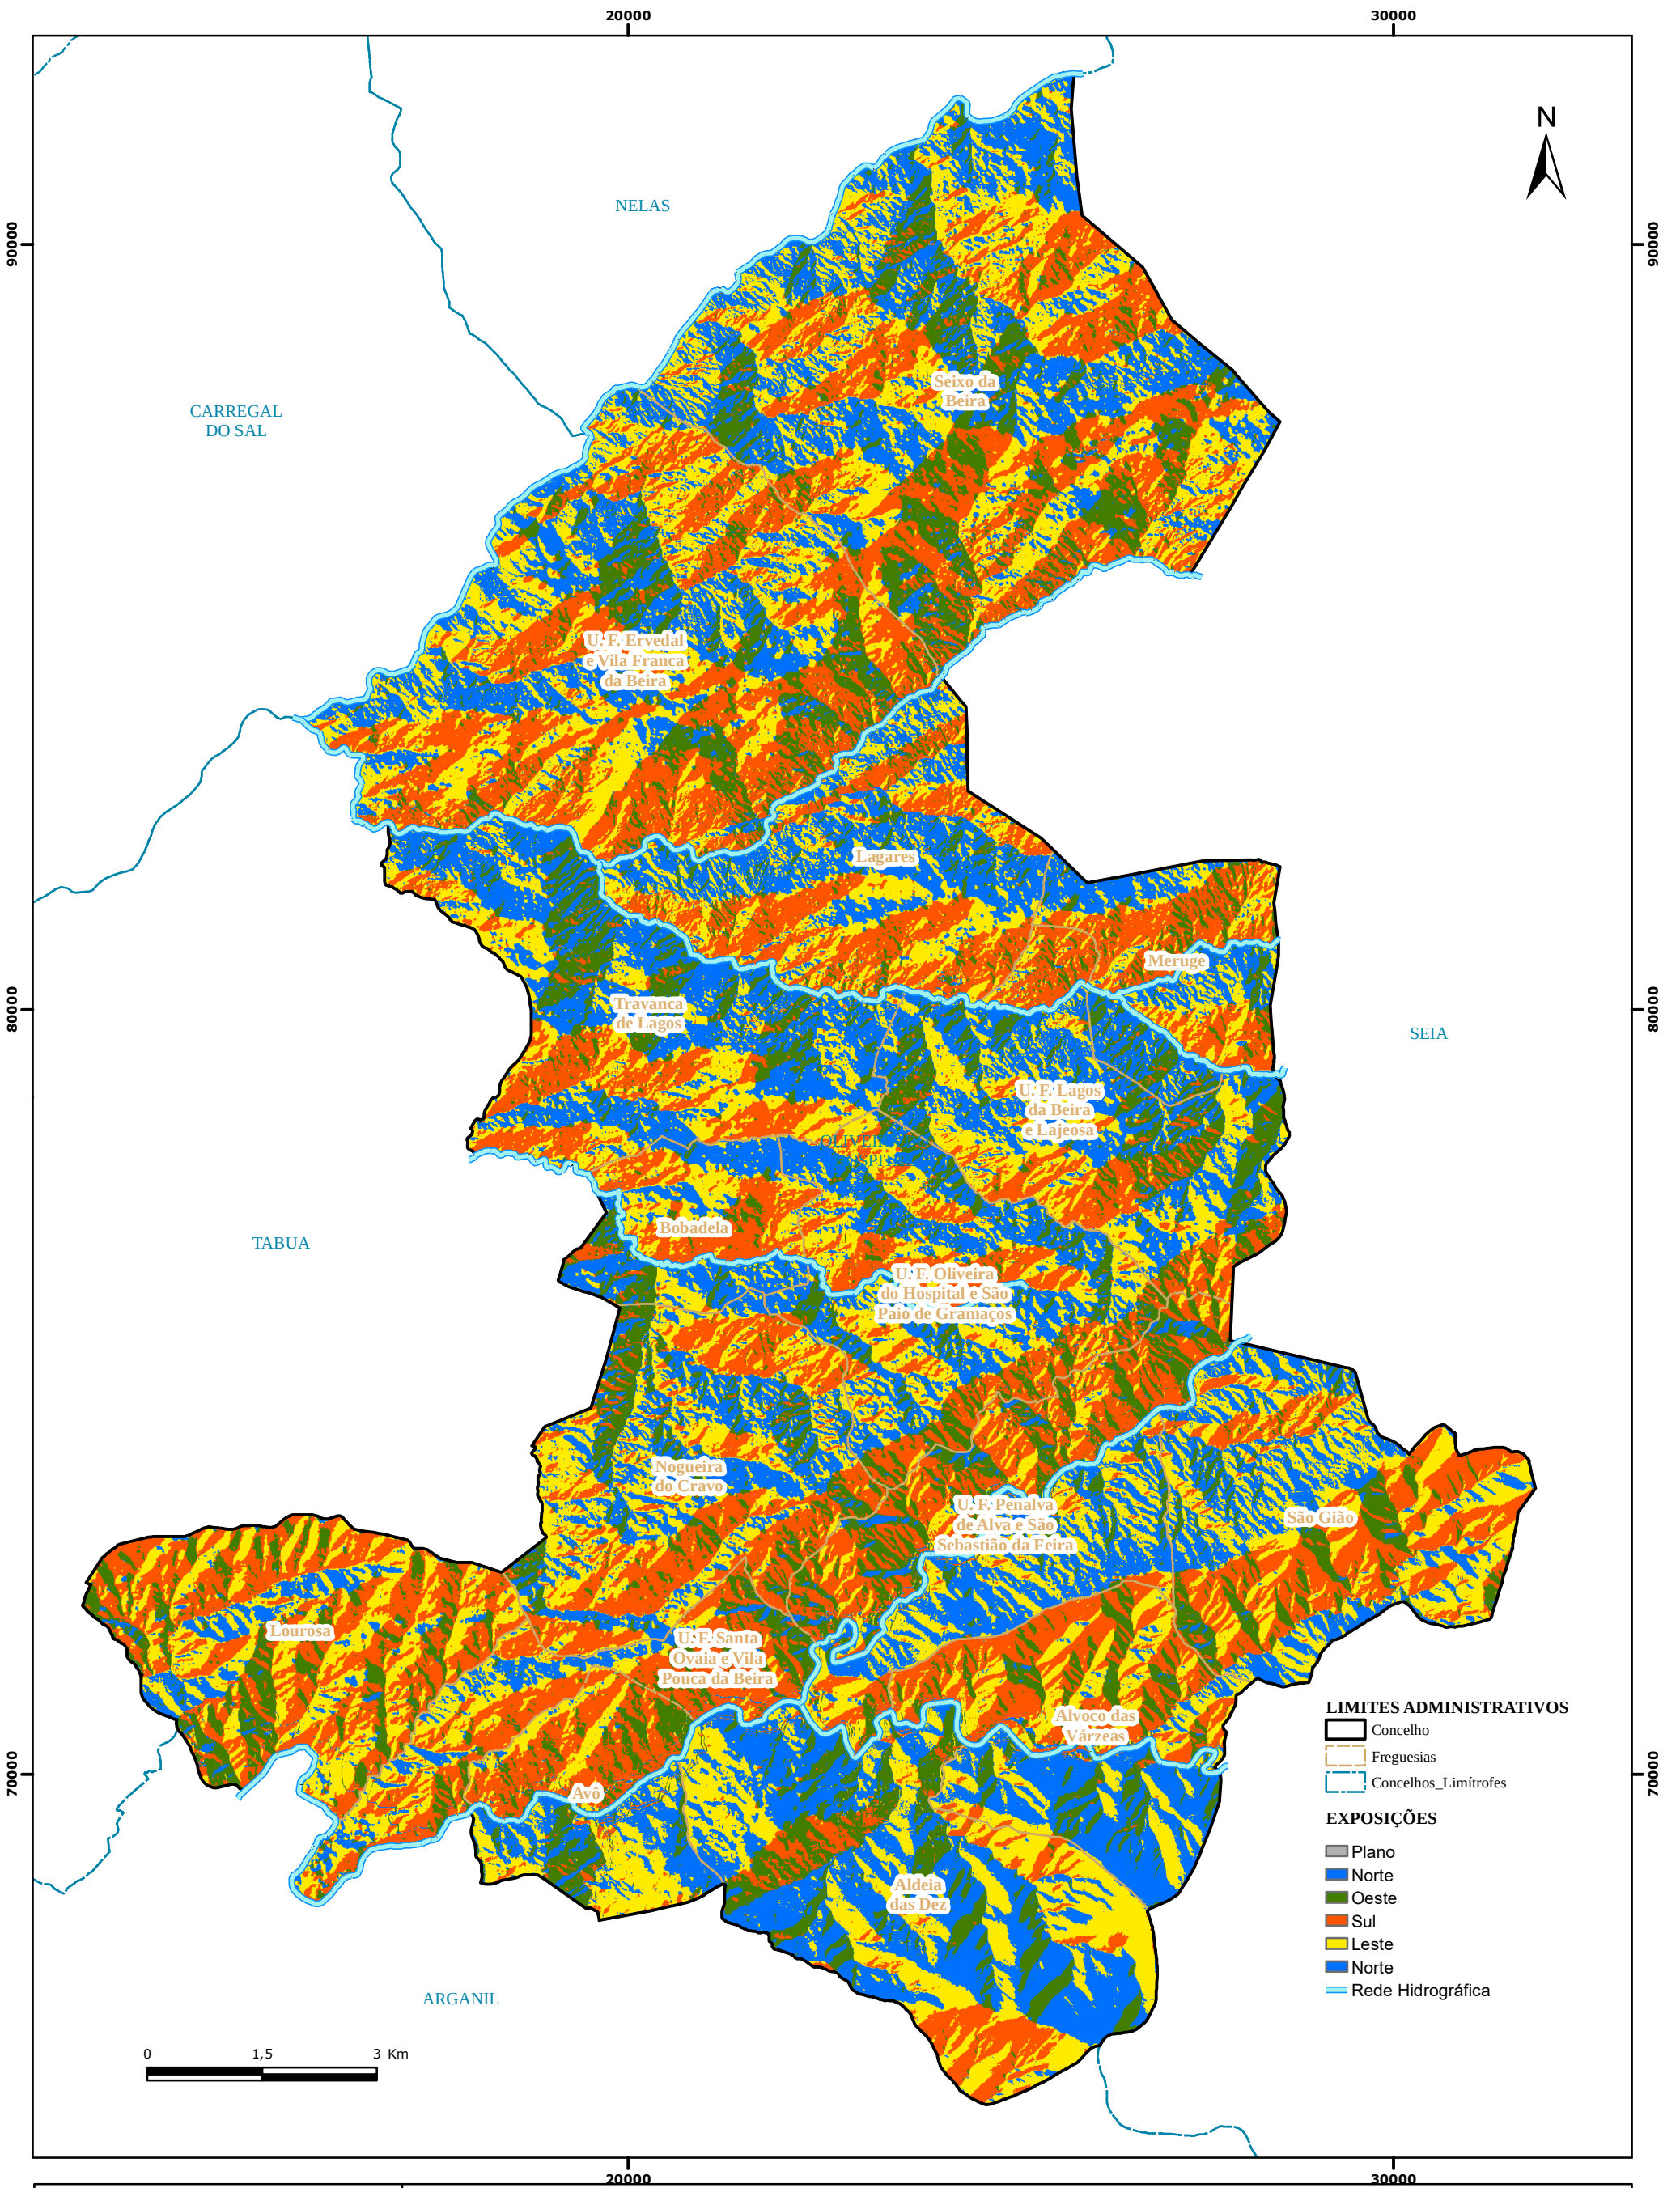 20000
30000
N
90000
90000
NELAS
CARREGAL
DO SAL
Seixo da
Beira
U. F. Ervedal
e Vila Franca
da Beira
Lagares
Meruge
80000
80000
Travanca
de Lagos
SEIA
U. F. Lagos
da Beira
e Lajeosa
Bobadela
TABUA
U. F. Oliveira
do Hospital e São
Paio de Gramaços
Nogueira
do Cravo
U. F. Penalva
de Alva e São
Sebastião da Feira
São Gião
Lourosa
U. F. Santa
Ovaia e Vila
Pouca da Beira
Alvoco das
Várzeas
70000
70000
Avô
Aldeia
das Dez
ARGANIL
LIMITES ADMINISTRATIVOS
Concelho
Freguesias
Concelhos_Limítrofes
EXPOSIÇÕES
Plano
Norte
Oeste
Sul
Leste
Norte
Rede Hidrográfica
0 1,5 3 Km
20000
30000